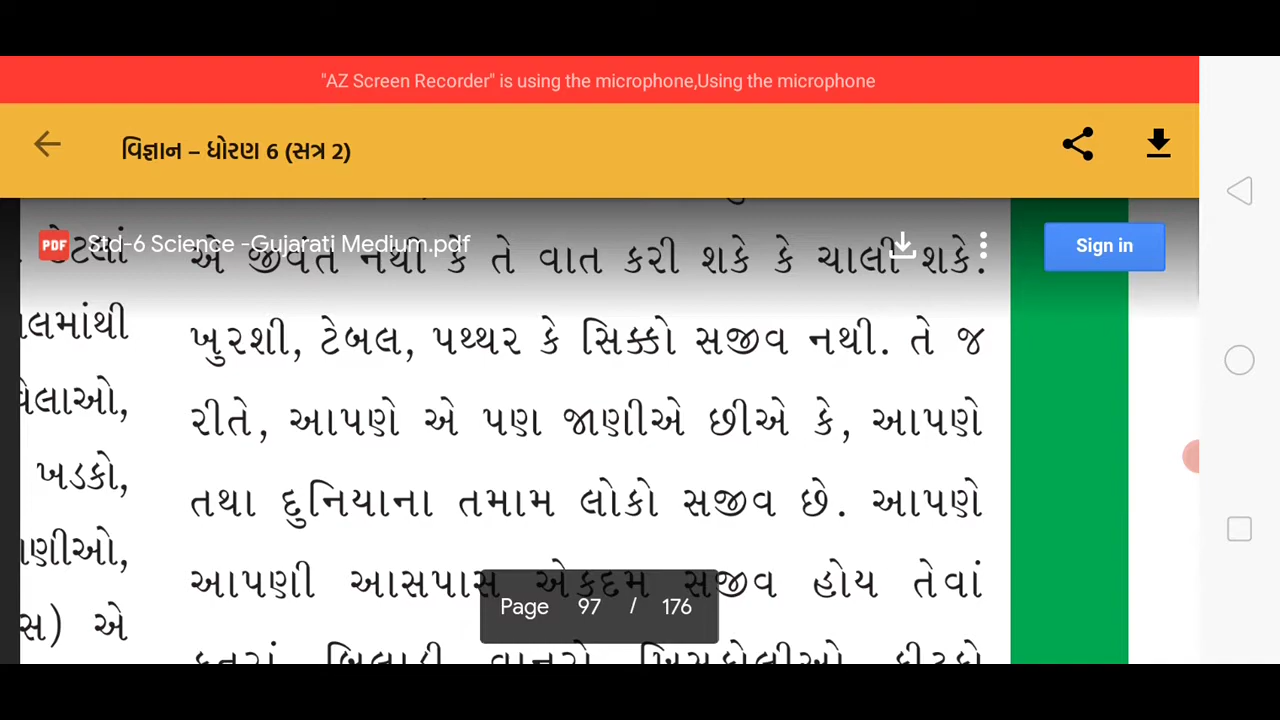 "AZ Screen Recorder" is using the microphone,Using the microphone
વિજ્ઞાન – ધોરણ 6 (સત્ર 2)
PDF Std-6 Science -Gujarati Medium.pdf
Sign in
ટેટલાં
લમાંથી
વેલાઓ,
ખડકો,
ણીઓ,
સ) એ
એ જીવંત નથી કે તે વાત કરી શકે કે ચાલી શકે.
ખુરશી, ટેબલ, પથ્થર કે સિક્કો સજીવ નથી. તે જ
રીતે, આપણે એ પણ જાણીએ છીએ કે, આપણે
તથા દુનિયાના તમામ લોકો સજીવ છે. આપણે
આપણી આસપાસ એકદમ સજીવ હોય તેવાં
Page 97 / 176